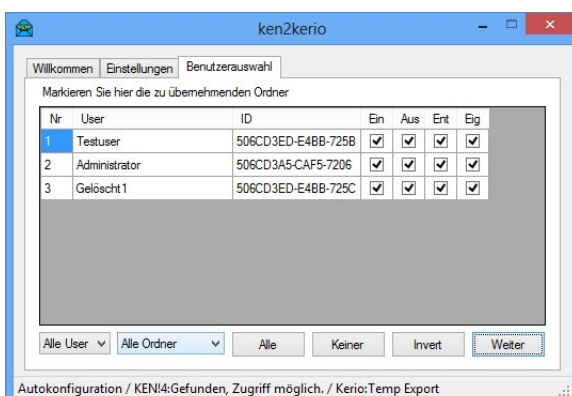 ken2kerio
Willkommen Einstellungen Benutzerauswahl
Markieren Sie hier die zu übernehmenden Ordner
Nr User ID Ein Aus Ent Eig
1 Testuser 506CD3ED-E4BB-725B
2 Administrator 506CD3A5-CAF5-7206
3 Gelöscht1 506CD3ED-E4BB-725C
Alle User Alle Ordner Alle Keiner Invert Weiter
Autokonfiguration / KEN!4:Gefunden, Zugriff möglich. / Kerio:Temp Export